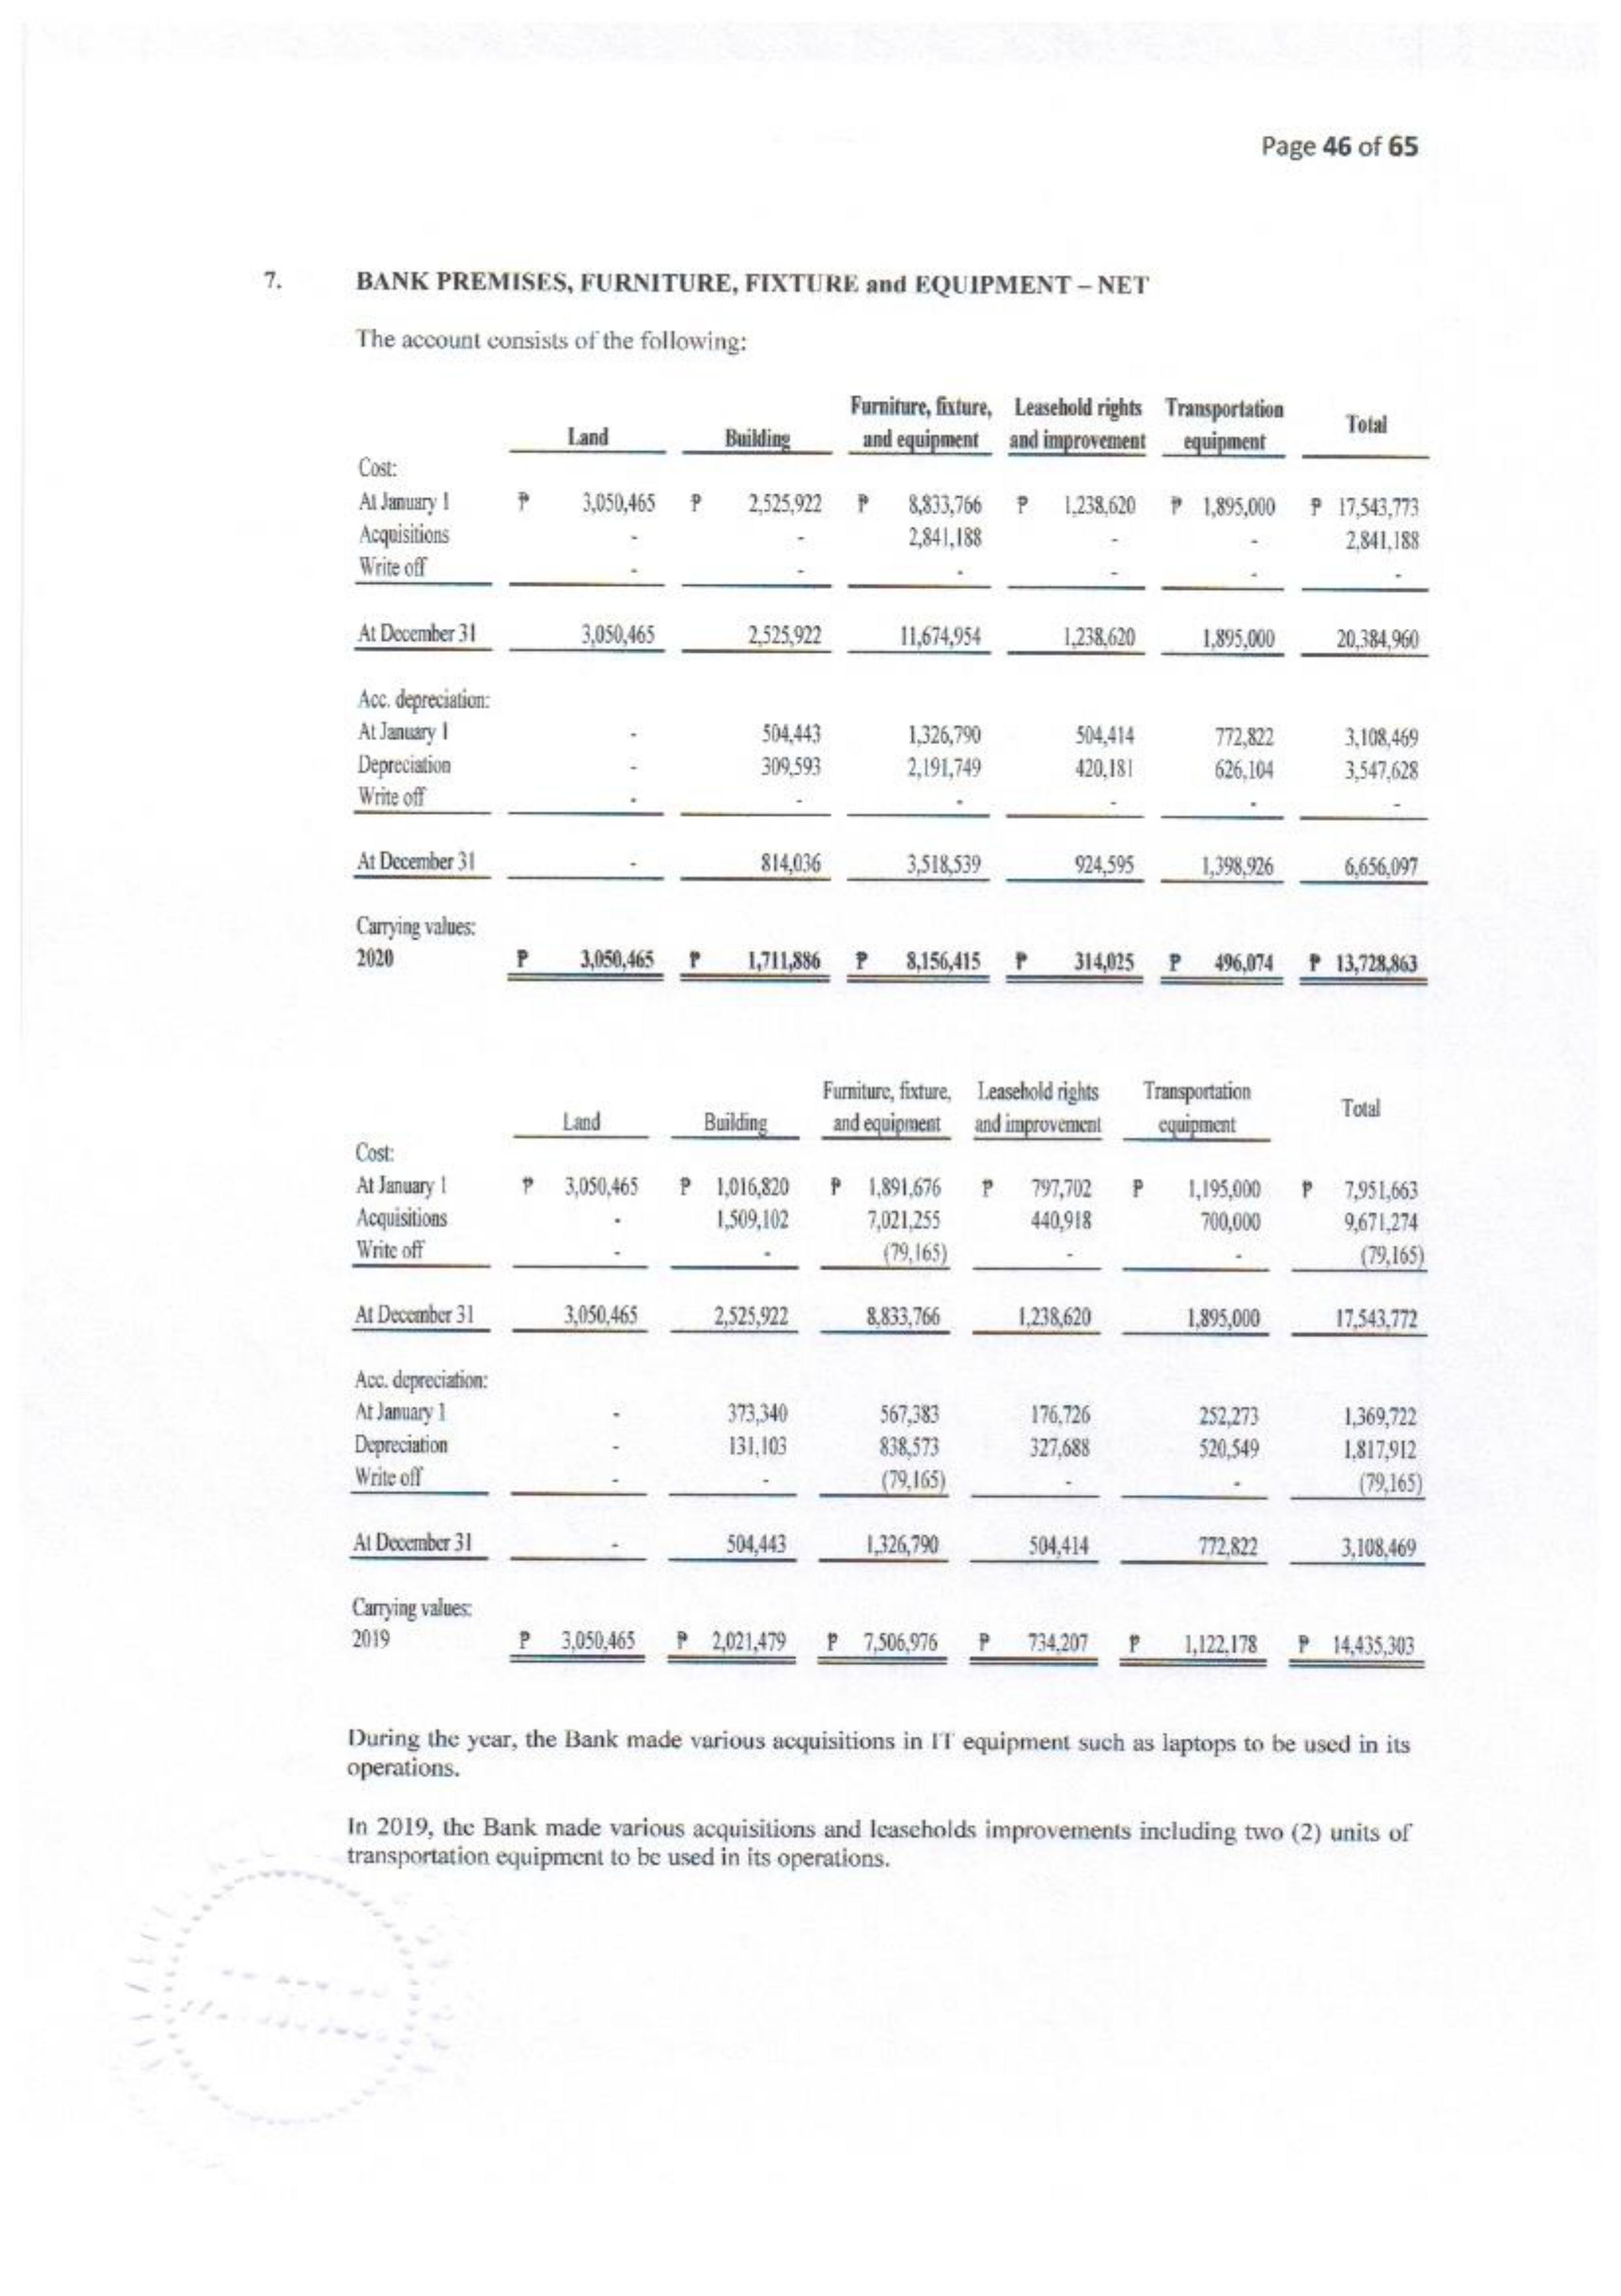 Page 46 of 65
7. BANK PREMISES, FURNITURE, FIXTURE and EQUIPMENT – NET
The account consists of the following:
Furniture, fixture, Leasehold rights Transportation Total
Land Building and equipment and improvement equipment
Cost:
At January 1 ₱ 3,050,465 ₱ 2,525,922 ₱ 8,833,766 ₱ 1,238,620 ₱ 1,895,000 ₱ 17,543,773
Acquisitions - - 2,841,188 - - 2,841,188
Write off - - - - - -
At December 31 3,050,465 2,525,922 11,674,954 1,238,620 1,895,000 20,384,960
Acc. depreciation:
At January 1 - 504,443 1,326,790 504,414 772,822 3,108,469
Depreciation - 309,593 2,191,749 420,181 626,104 3,547,628
Write off - - - - - -
At December 31 - 814,036 3,518,539 924,595 1,398,926 6,656,097
Carrying values:
2020 ₱ 3,050,465 ₱ 1,711,886 ₱ 8,156,415 ₱ 314,025 ₱ 496,074 ₱ 13,728,863
Furniture, fixture, Leasehold rights Transportation Total
Land Building and equipment and improvement equipment
Cost:
At January 1 ₱ 3,050,465 ₱ 1,016,820 ₱ 1,891,676 ₱ 797,702 ₱ 1,195,000 ₱ 7,951,663
Acquisitions - 1,509,102 7,021,255 440,918 700,000 9,671,274
Write off - - (79,165) - - (79,165)
At December 31 3,050,465 2,525,922 8,833,766 1,238,620 1,895,000 17,543,772
Acc. depreciation:
At January 1 - 373,340 567,383 176,726 252,273 1,369,722
Depreciation - 131,103 838,573 327,688 520,549 1,817,912
Write off - - (79,165) - - (79,165)
At December 31 - 504,443 1,326,790 504,414 772,822 3,108,469
Carrying values:
2019 ₱ 3,050,465 ₱ 2,021,479 ₱ 7,506,976 ₱ 734,207 ₱ 1,122,178 ₱ 14,435,303
During the year, the Bank made various acquisitions in IT equipment such as laptops to be used in its
operations.
In 2019, the Bank made various acquisitions and leaseholds improvements including two (2) units of
transportation equipment to be used in its operations.